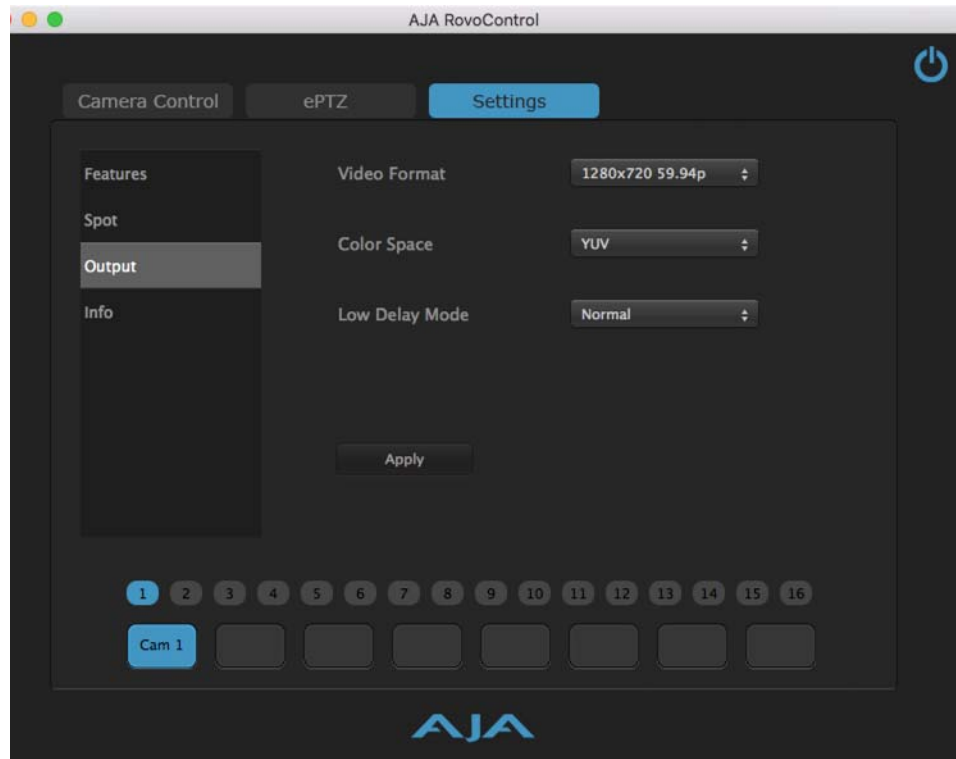 AJA RovoControl
Camera Control ePTZ Settings
Features
Spot
Output
Info
Video Format 1280x720 59.94p
Color Space YUV
Low Delay Mode Normal
Apply
1 2 3 4 5 6 7 8 9 10 11 12 13 14 15 16
Cam 1
AJA